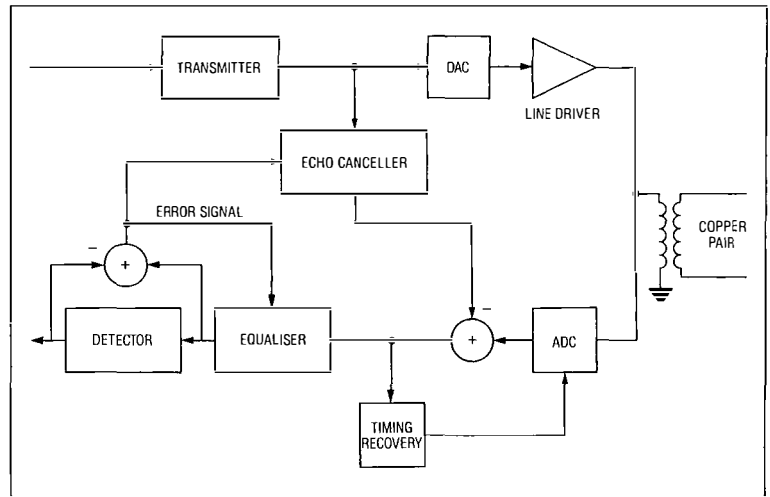 TRANSMITTER
DAC
LINE DRIVER
ECHO CANCELLER
ERROR SIGNAL
COPPER
PAIR
−
+
−
+
DETECTOR
EQUALISER
ADC
TIMING
RECOVERY